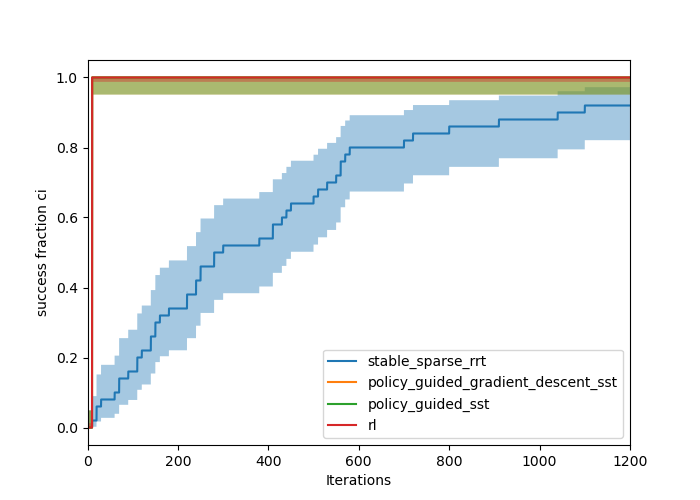 1.0
0.8
0.6
0.4
0.2
0.0
success fraction ci
0
200
400
600
800
1000
1200
Iterations
stable_sparse_rrt
policy_guided_gradient_descent_sst
policy_guided_sst
rl